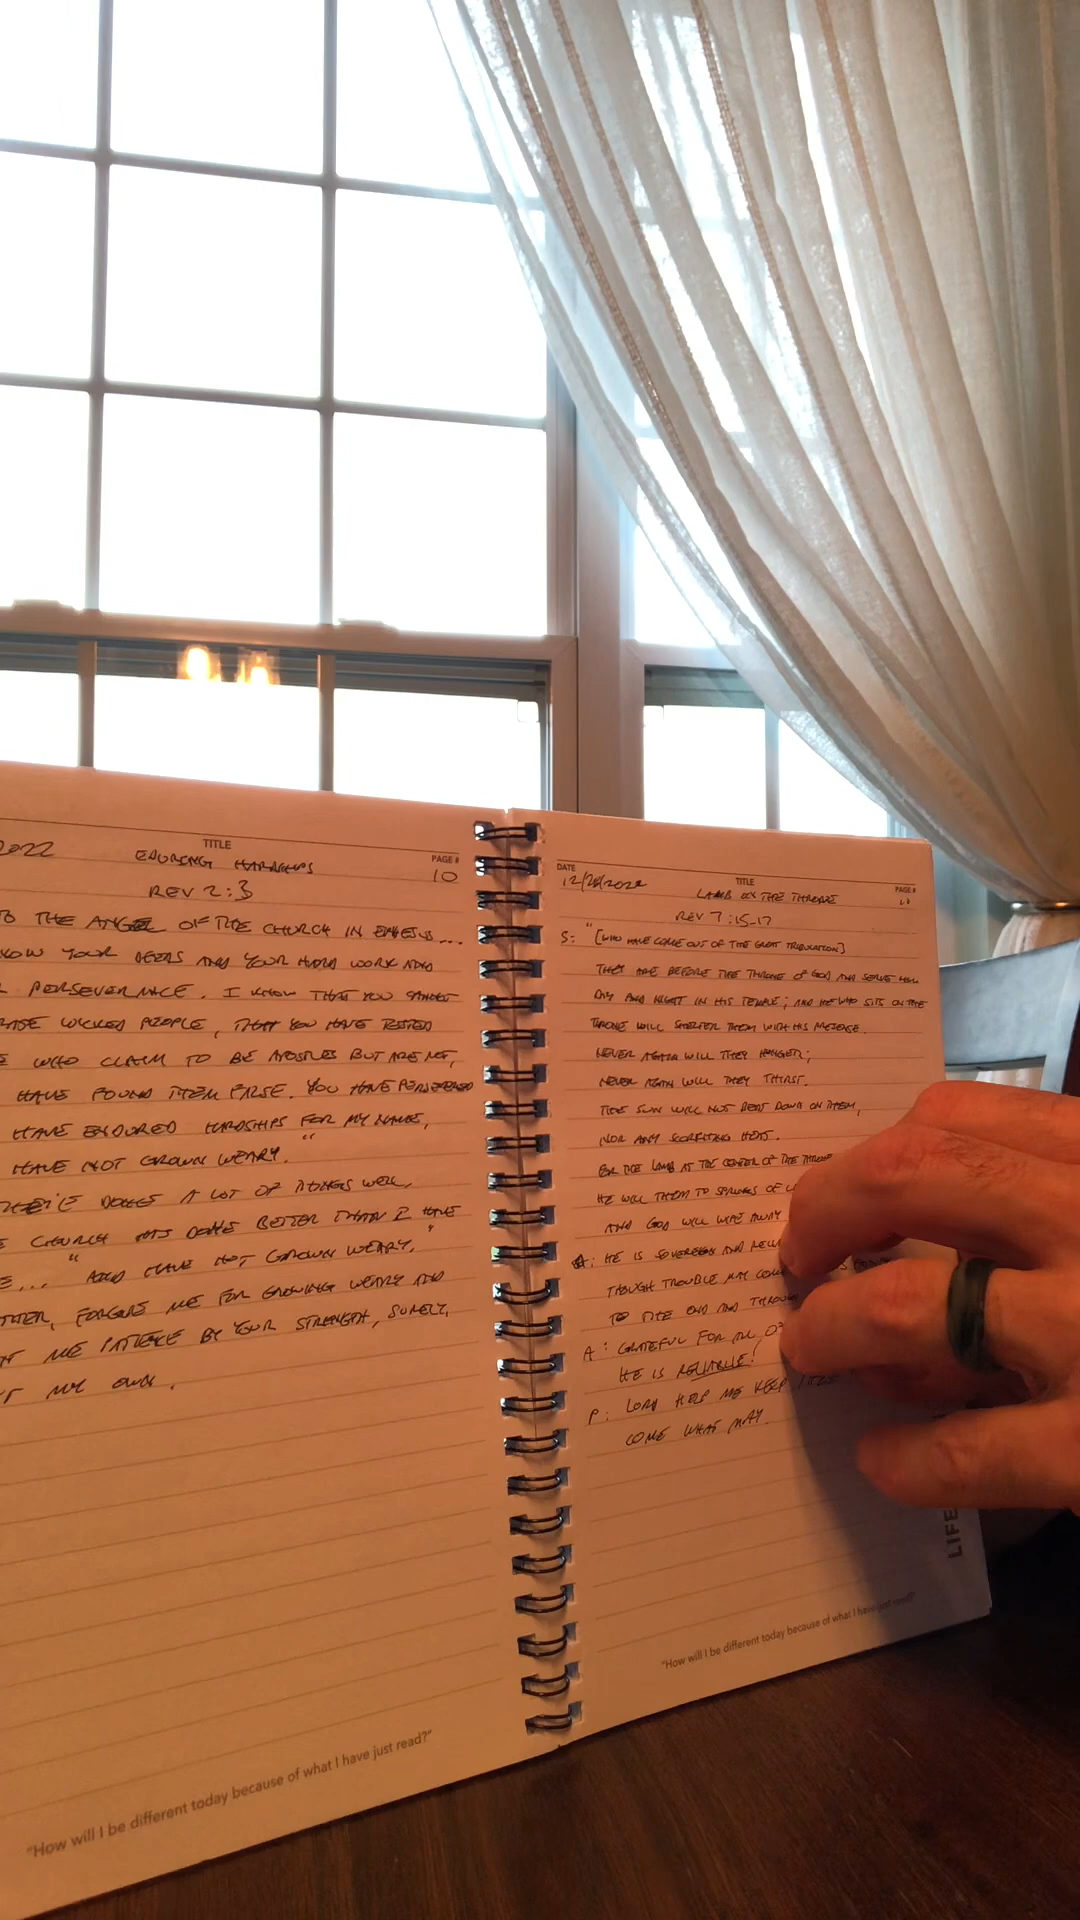 2022
TITLE
ENDURING HARDSHIPS
PAGE #
10
REV 2:3
TO THE ANGEL OF THE CHURCH IN EPHESUS...
KNOW YOUR DEEDS AND YOUR HARD WORK AND
PERSEVERANCE. I KNOW THAT YOU CANNOT
WICKED PEOPLE, THAT YOU HAVE TESTED
WHO CLAIM TO BE APOSTLES BUT ARE NOT,
HAVE FOUND THEM FALSE. YOU HAVE PERSEVERED
HAVE ENDURED HARDSHIPS FOR MY NAME,
HAVE NOT GROWN WEARY."
A LOT OF THINGS WELL,
CHURCH HAS DONE BETTER THAN I HAVE
... "AND HAVE NOT GROWN WEARY."
FORGIVE ME FOR GROWING WEARY AND
ME PATIENCE BY YOUR STRENGTH, SURELY,
MY OWN.
"How will I be different today because of what I have just read?"
DATE
TITLE
PAGE #
LAMB ON THE THRONE
REV 7:15-17
S: "[WHO HAVE COME OUT OF THE GREAT TRIBULATION]
THEY ARE BEFORE THE THRONE OF GOD AND SERVE HIM
DAY AND NIGHT IN HIS TEMPLE; AND HE WHO SITS ON THE
THRONE WILL SHELTER THEM WITH HIS PRESENCE.
NEVER AGAIN WILL THEY HUNGER;
NEVER AGAIN WILL THEY THIRST.
THE SUN WILL NOT BEAT DOWN ON THEM,
NOR ANY SCORCHING HEAT.
FOR THE LAMB AT THE CENTER OF THE THRONE
HE WILL THEM TO SPRINGS OF
AND GOD WILL WIPE AWAY
HE IS SOVEREIGN AND
THOUGH TROUBLE MAY COME
TO THE END AND THROUGH
A: GRATEFUL FOR ALL OF
HE IS RELIABLE!
P: LORD HELP ME KEEP
COME WHAT MAY.
LIFE
"How will I be different today because of what I have just read?"